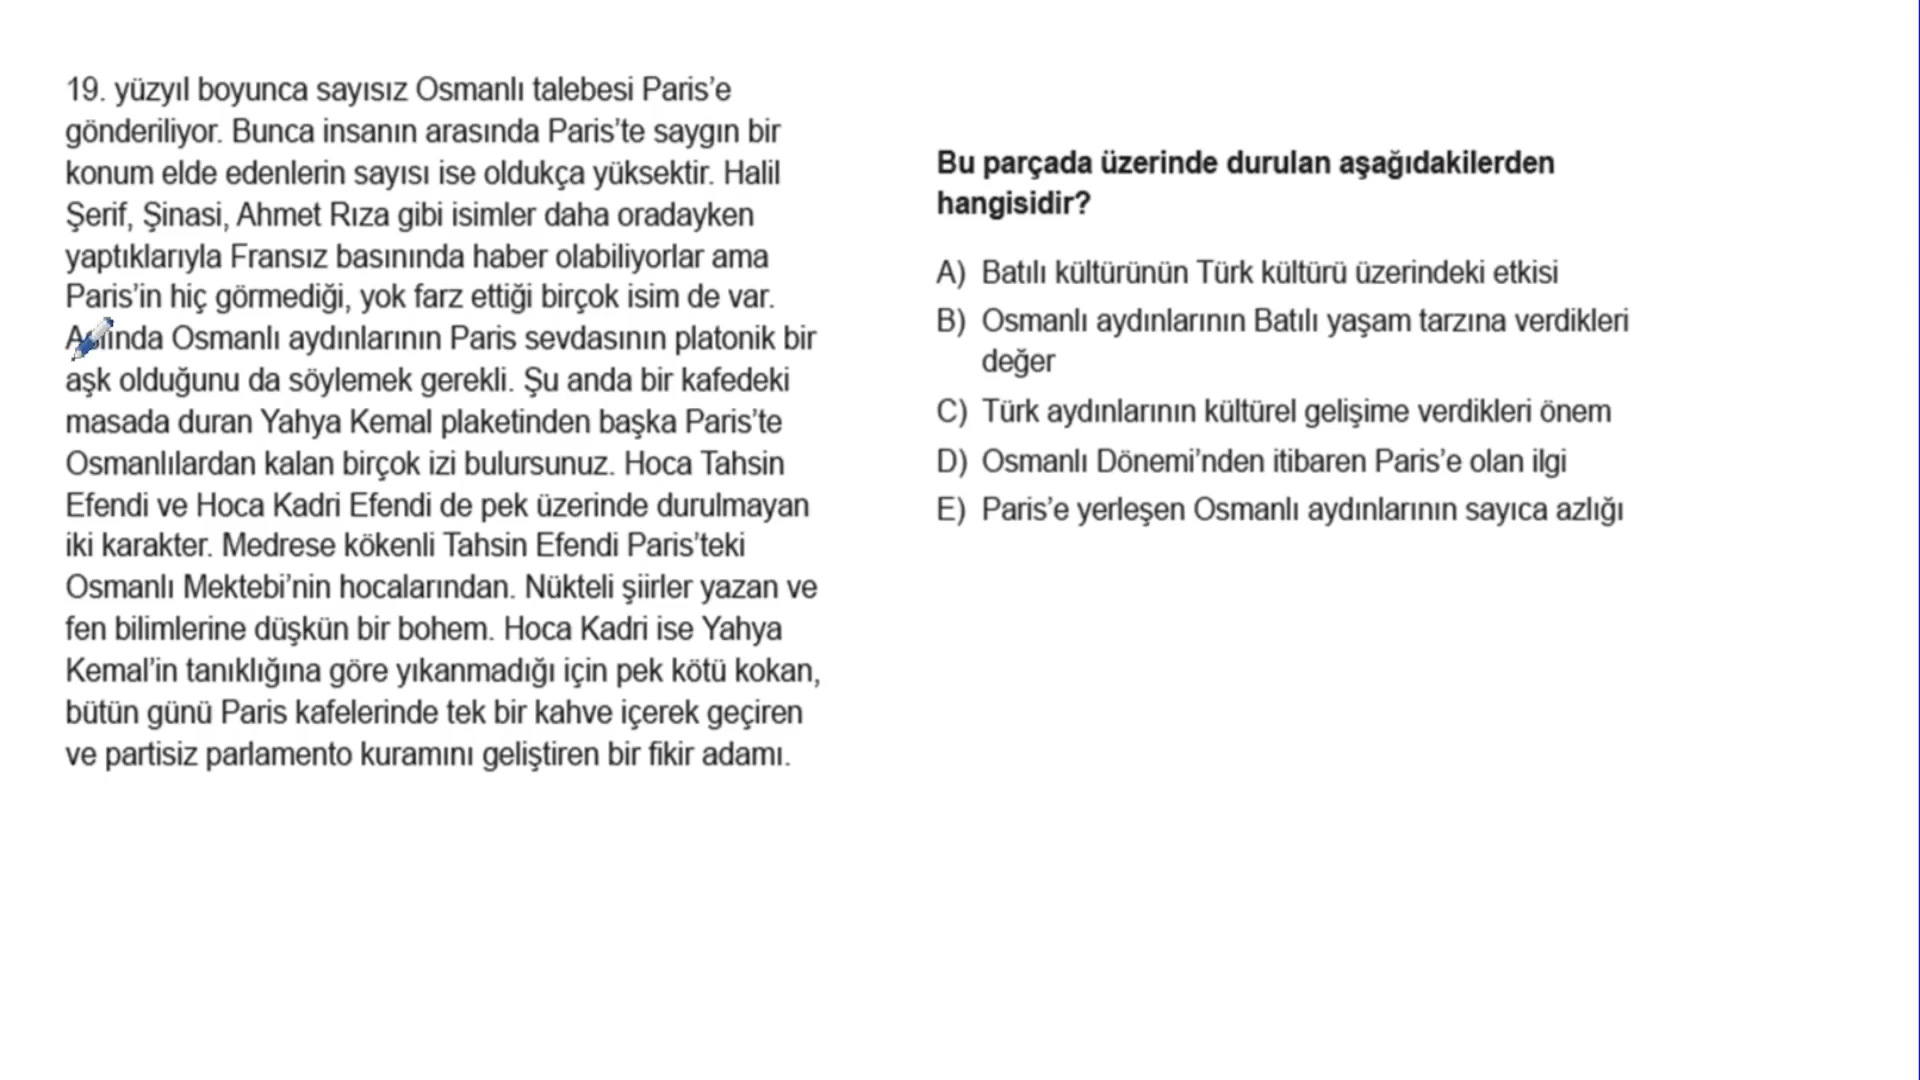 19. yüzyıl boyunca sayısız Osmanlı talebesi Paris’e
gönderiliyor. Bunca insanın arasında Paris’te saygın bir
konum elde edenlerin sayısı ise oldukça yüksektir. Halil
Şerif, Şinasi, Ahmet Rıza gibi isimler daha oradayken
yaptıklarıyla Fransız basınında haber olabiliyorlar ama
Paris’in hiç görmediği, yok farz ettiği birçok isim de var.
Aslında Osmanlı aydınlarının Paris sevdasının platonik bir
aşk olduğunu da söylemek gerekli. Şu anda bir kafedeki
masada duran Yahya Kemal plaketinden başka Paris’te
Osmanlılardan kalan birçok izi bulursunuz. Hoca Tahsin
Efendi ve Hoca Kadri Efendi de pek üzerinde durulmayan
iki karakter. Medrese kökenli Tahsin Efendi Paris’teki
Osmanlı Mektebi’nin hocalarından. Nükteli şiirler yazan ve
fen bilimlerine düşkün bir bohem. Hoca Kadri ise Yahya
Kemal’in tanıklığına göre yıkanmadığı için pek kötü kokan,
bütün günü Paris kafelerinde tek bir kahve içerek geçiren
ve partisiz parlamento kuramını geliştiren bir fikir adamı.
Bu parçada üzerinde durulan aşağıdakilerden
hangisidir?
A) Batılı kültürünün Türk kültürü üzerindeki etkisi
B) Osmanlı aydınlarının Batılı yaşam tarzına verdikleri
değer
C) Türk aydınlarının kültürel gelişime verdikleri önem
D) Osmanlı Dönemi’nden itibaren Paris’e olan ilgi
E) Paris’e yerleşen Osmanlı aydınlarının sayıca azlığı